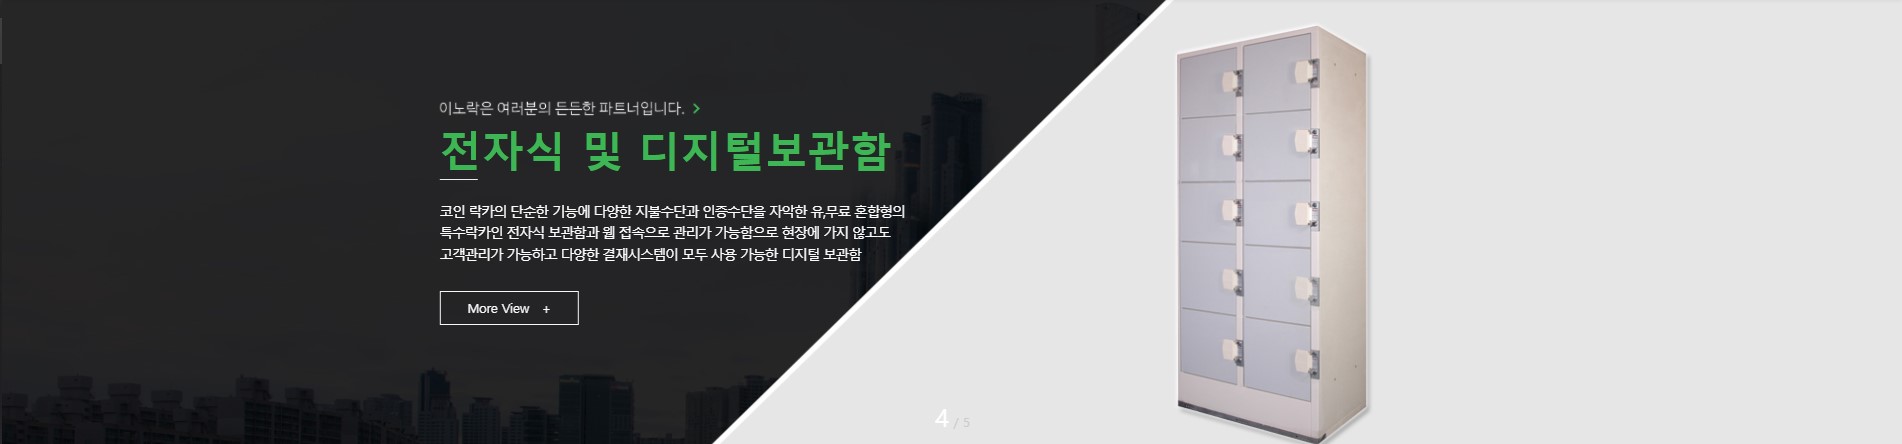 이노락은 여러분의 든든한 파트너입니다. >
전자식 및 디지털보관함
코인 락카의 단순한 기능에 다양한 지불수단과 인증수단을 자악한 유,무료 혼합형의
특수락카인 전자식 보관함과 웹 접속으로 관리가 가능함으로 현장에 가지 않고도
고객관리가 가능하고 다양한 결재시스템이 모두 사용 가능한 디지털 보관함
More View +
4 / 5